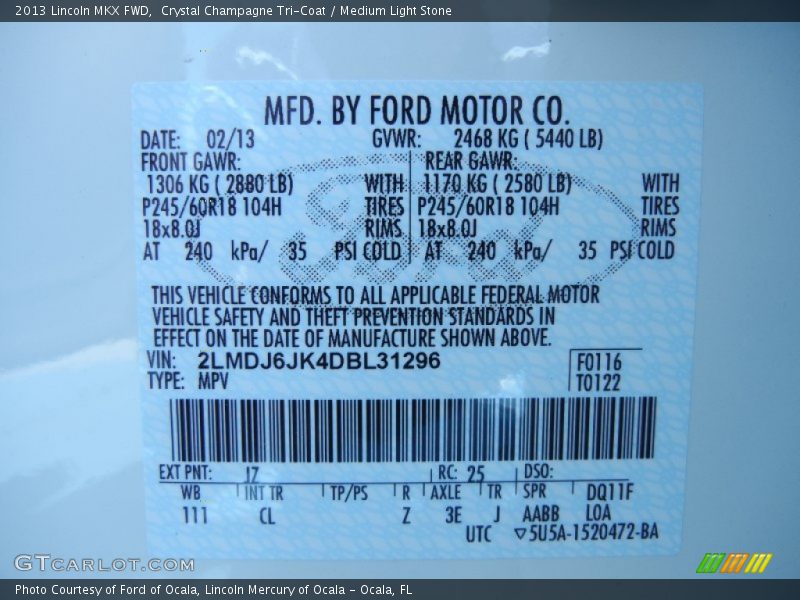 2013 Lincoln MKX FWD,  Crystal Champagne Tri-Coat / Medium Light Stone
MFD. BY FORD MOTOR CO.
DATE: 02/13 GVWR: 2468 KG ( 5440 LB)
FRONT GAWR: REAR GAWR:
1306 KG ( 2880 LB) WITH 1170 KG ( 2580 LB) WITH
P245/60R18 104H TIRES P245/60R18 104H TIRES
18x8.0J RIMS 18x8.0J RIMS
AT 240 kPa/ 35 PSI COLD AT 240 kPa/ 35 PSI COLD
THIS VEHICLE CONFORMS TO ALL APPLICABLE FEDERAL MOTOR
VEHICLE SAFETY AND THEFT PREVENTION STANDARDS IN
EFFECT ON THE DATE OF MANUFACTURE SHOWN ABOVE.
VIN: 2LMDJ6JK4DBL31296 F0116
TYPE: MPV T0122
EXT PNT: JZ RC: 25 DSO:
WB INT TR TP/PS R AXLE TR SPR DQ11F
111 CL Z 3E J AABB LOA
UTC ▽5U5A-1520472-BA
Ford
GTCARLOT.COM
Photo Courtesy of Ford of Ocala, Lincoln Mercury of Ocala - Ocala, FL